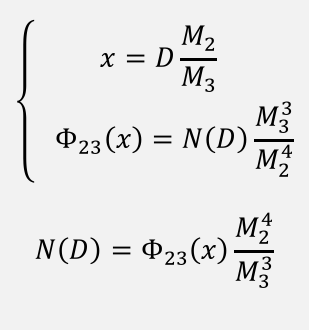 x = D M₂/M₃
Φ₂₃(x) = N(D) M₃³/M₂⁴
N(D) = Φ₂₃(x) M₂⁴/M₃³